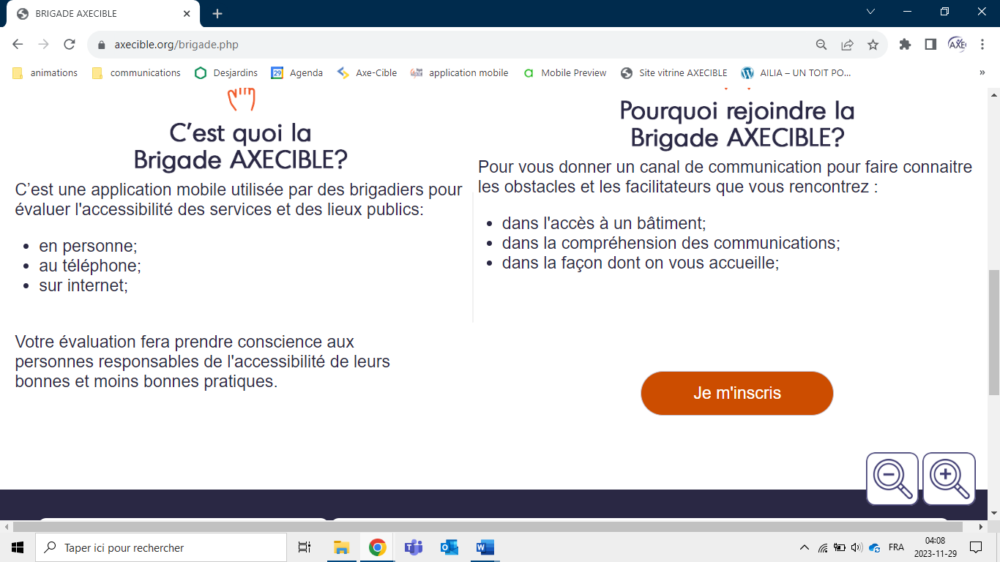 BRIGADE AXECIBLE
axecible.org/brigade.php
animations
communications
Desjardins
29
Agenda
Axe-Cible
application mobile
Mobile Preview
Site vitrine AXECIBLE
AILIA – UN TOIT PO...
»
C’est quoi la
Brigade AXECIBLE?
C’est une application mobile utilisée par des brigadiers pour
évaluer l'accessibilité des services et des lieux publics:
• en personne;
• au téléphone;
• sur internet;
Votre évaluation fera prendre conscience aux
personnes responsables de l'accessibilité de leurs
bonnes et moins bonnes pratiques.
Pourquoi rejoindre la
Brigade AXECIBLE?
Pour vous donner un canal de communication pour faire connaitre
les obstacles et les facilitateurs que vous rencontrez :
• dans l'accès à un bâtiment;
• dans la compréhension des communications;
• dans la façon dont on vous accueille;
Je m'inscris
Taper ici pour rechercher
FRA
04:08
2023-11-29